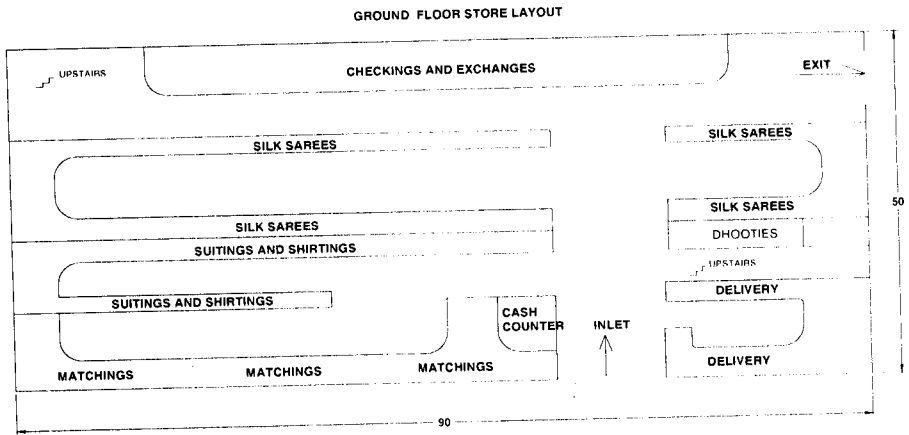 GROUND FLOOR STORE LAYOUT
UPSTAIRS
CHECKINGS AND EXCHANGES
EXIT
SILK SAREES
SILK SAREES
SILK SAREES
SILK SAREES
50
SUITINGS AND SHIRTINGS
DHOOTIES
UPSTAIRS
SUITINGS AND SHIRTINGS
DELIVERY
CASH
COUNTER
INLET
MATCHINGS
MATCHINGS
MATCHINGS
DELIVERY
90